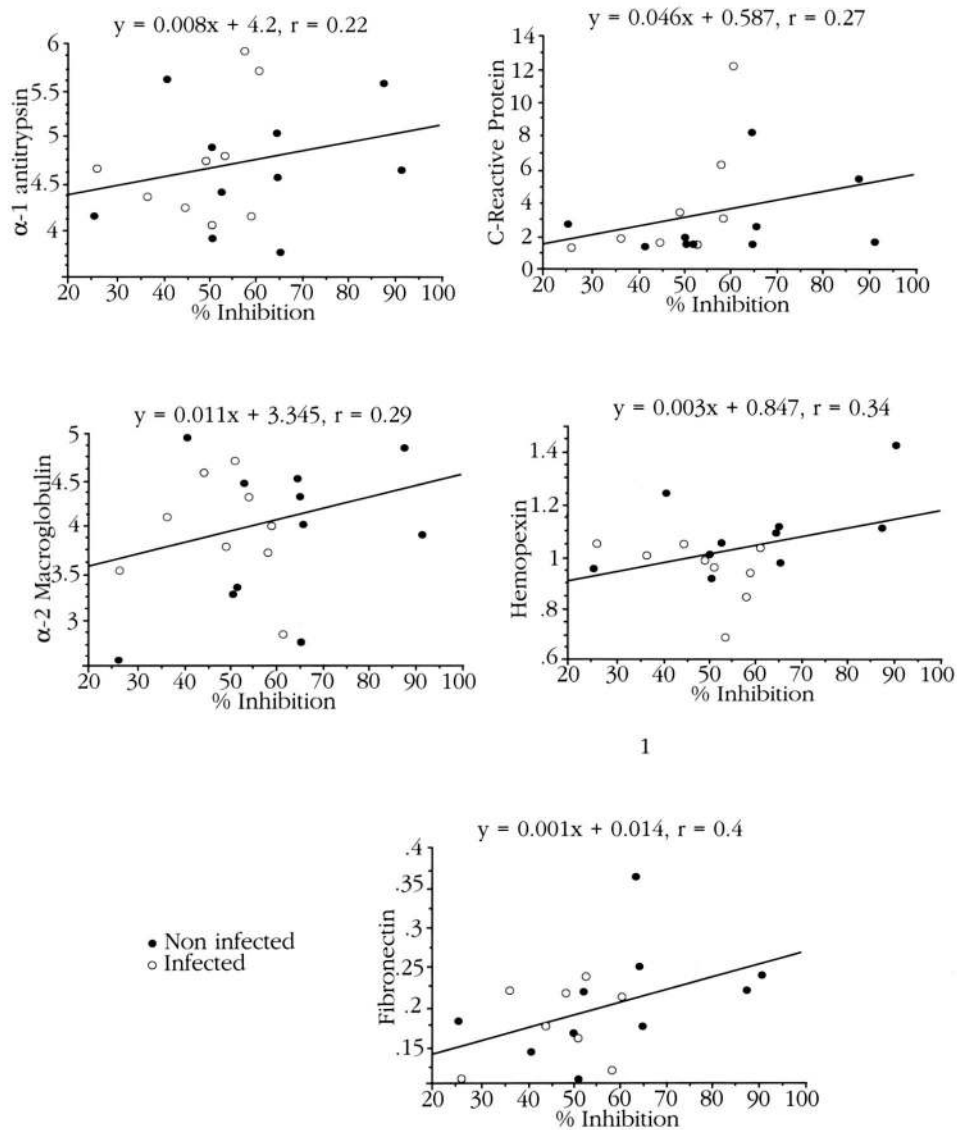 y = 0.008x + 4.2, r = 0.22
α-1 antitrypsin
6
5.5
5
4.5
4
20 30 40 50 60 70 80 90 100
% Inhibition
y = 0.046x + 0.587, r = 0.27
C-Reactive Protein
14
12
10
8
6
4
2
0
20 30 40 50 60 70 80 90 100
% Inhibition
y = 0.011x + 3.345, r = 0.29
α-2 Macroglobulin
5
4.5
4
3.5
3
20 30 40 50 60 70 80 90 100
% Inhibition
y = 0.003x + 0.847, r = 0.34
Hemopexin
1.4
1.2
1
.8
.6
20 30 40 50 60 70 80 90 100
% Inhibition
1
y = 0.001x + 0.014, r = 0.4
Fibronectin
.4
.35
.3
.25
.2
.15
20 30 40 50 60 70 80 90 100
% Inhibition
Non infected
Infected